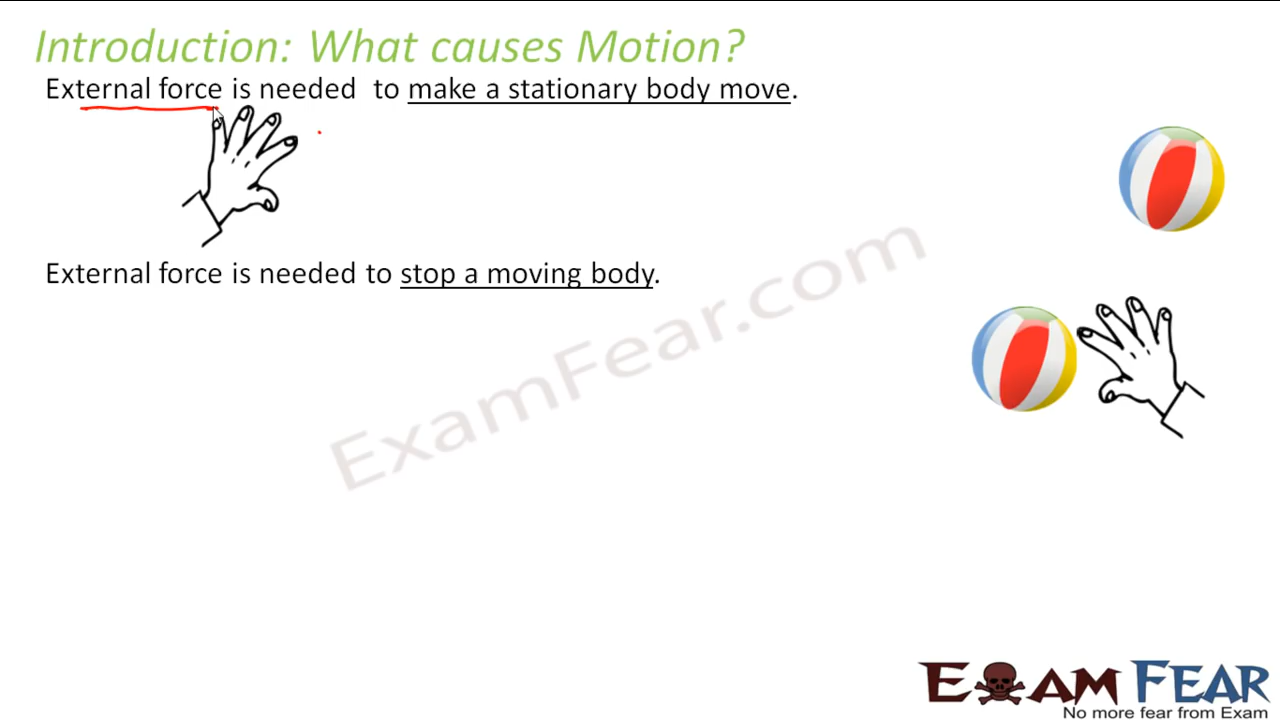 Introduction: What causes Motion?
External force is needed to make a stationary body move.
External force is needed to stop a moving body.
ExamFear.com
EXAM FEAR
No more fear from Exam